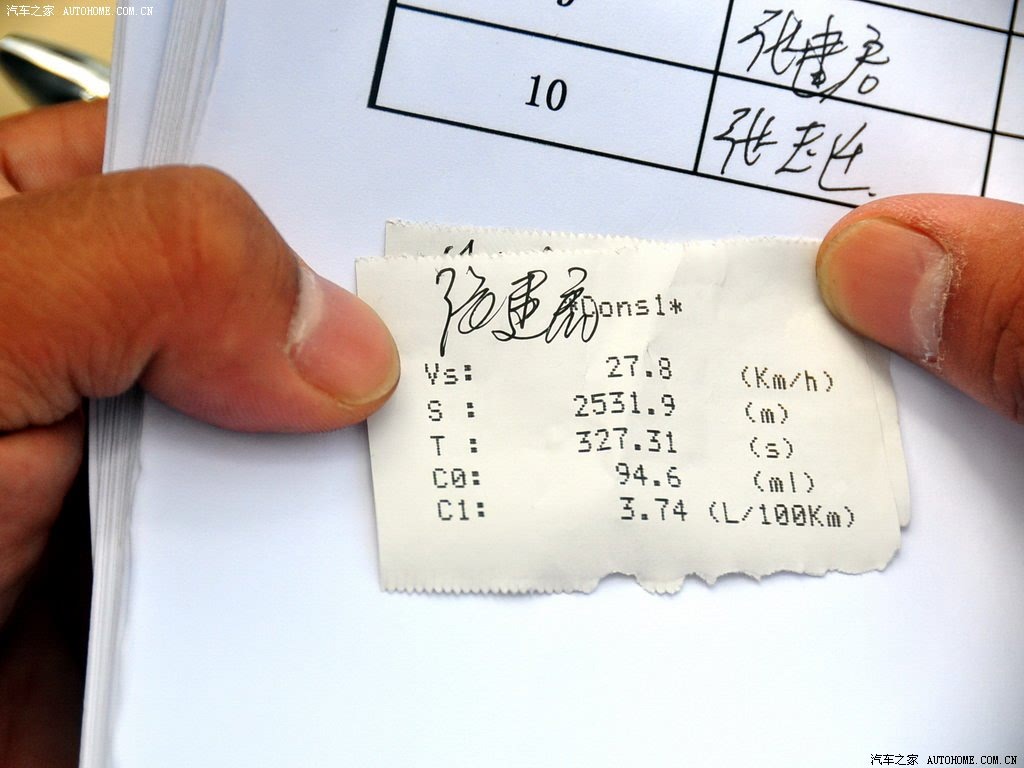 汽车之家 AUTOHOME.COM.CN
10
*Cons1*
Vs: 27.8 (Km/h)
S : 2531.9 (m)
T : 327.31 (s)
C0: 94.6 (ml)
C1: 3.74 (L/100Km)
汽车之家 AUTOHOME.COM.CN